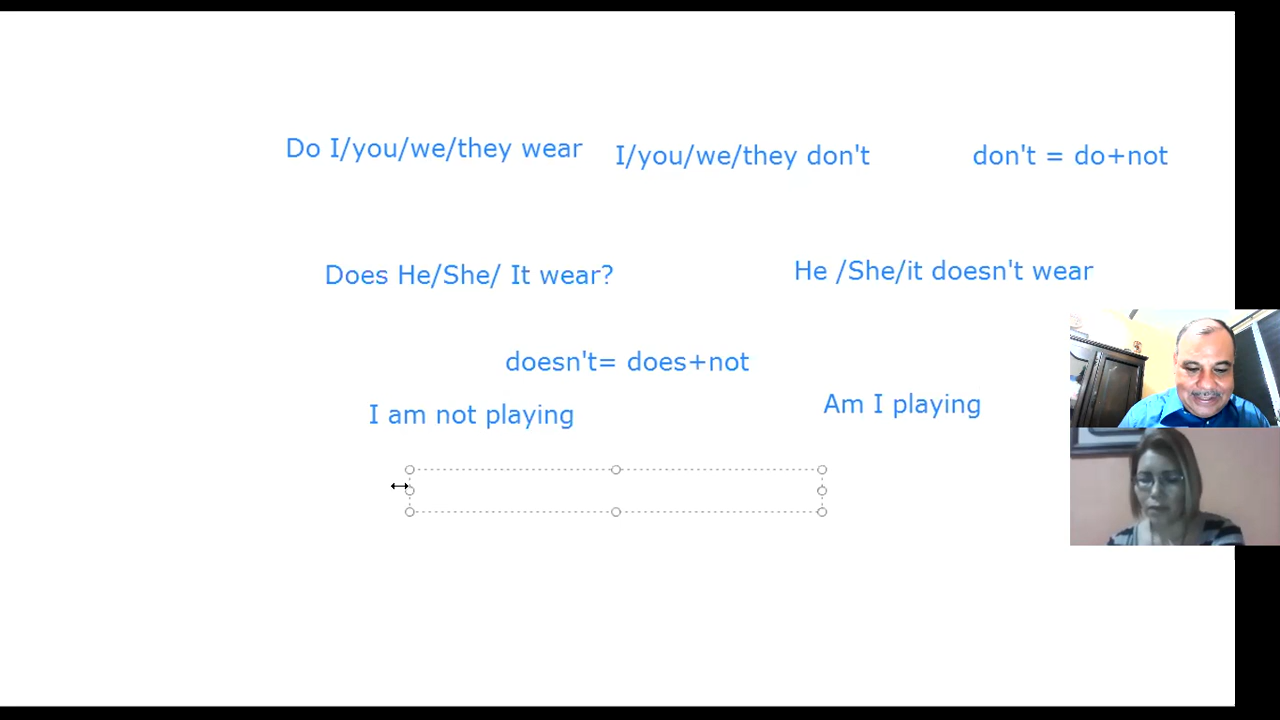 Do I/you/we/they wear
I/you/we/they don't
don't = do+not
Does He/She/ It wear?
He /She/it doesn't wear
doesn't= does+not
I am not playing
Am I playing